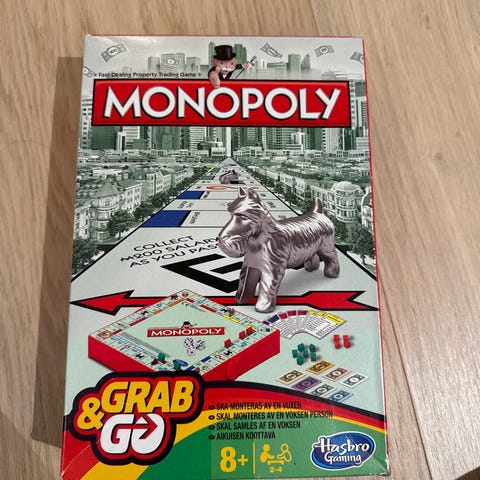 Fast-Dealing Property Trading Game
MONOPOLY
COLLECT
₩200 SALARY
AS YOU PASS
MONOPOLY
GRAB
& GO
SKA MONTERAS AV EN VUXEN
SKAL MONTERES AV EN VOKSEN PERSON
SKAL SAMLES AF EN VOKSEN
AIKUISEN KOOTTAVA
8+
2-4
Hasbro
Gaming